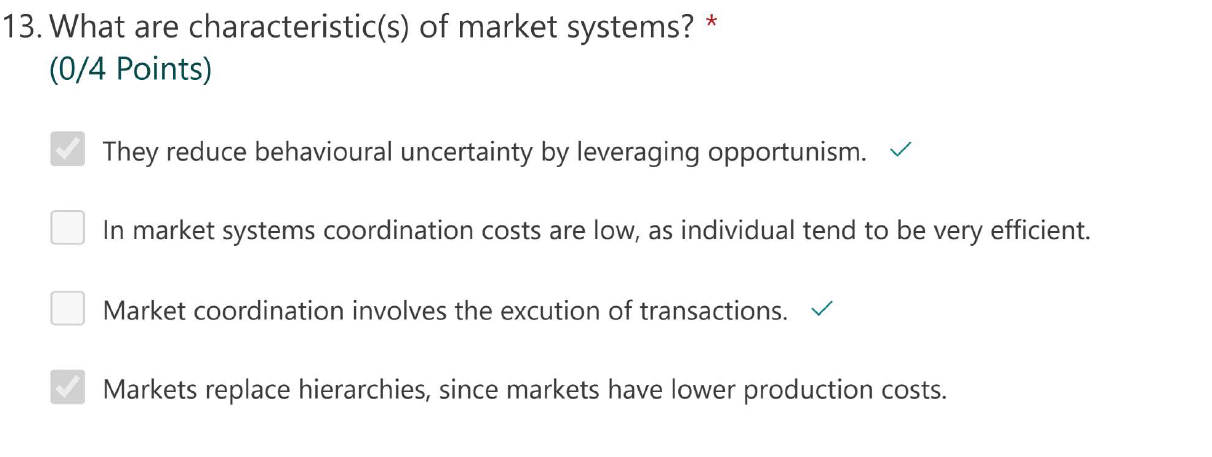 13. What are characteristic(s) of market systems? *
(0/4 Points)
They reduce behavioural uncertainty by leveraging opportunism.
In market systems coordination costs are low, as individual tend to be very efficient.
Market coordination involves the excution of transactions.
Markets replace hierarchies, since markets have lower production costs.